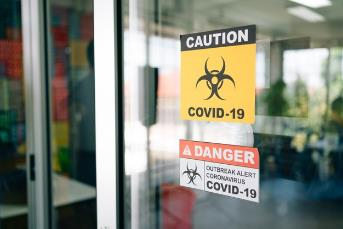 CAUTION
COVID-19
DANGER
OUTBREAK ALERT
CORONAVIRUS
COVID-19